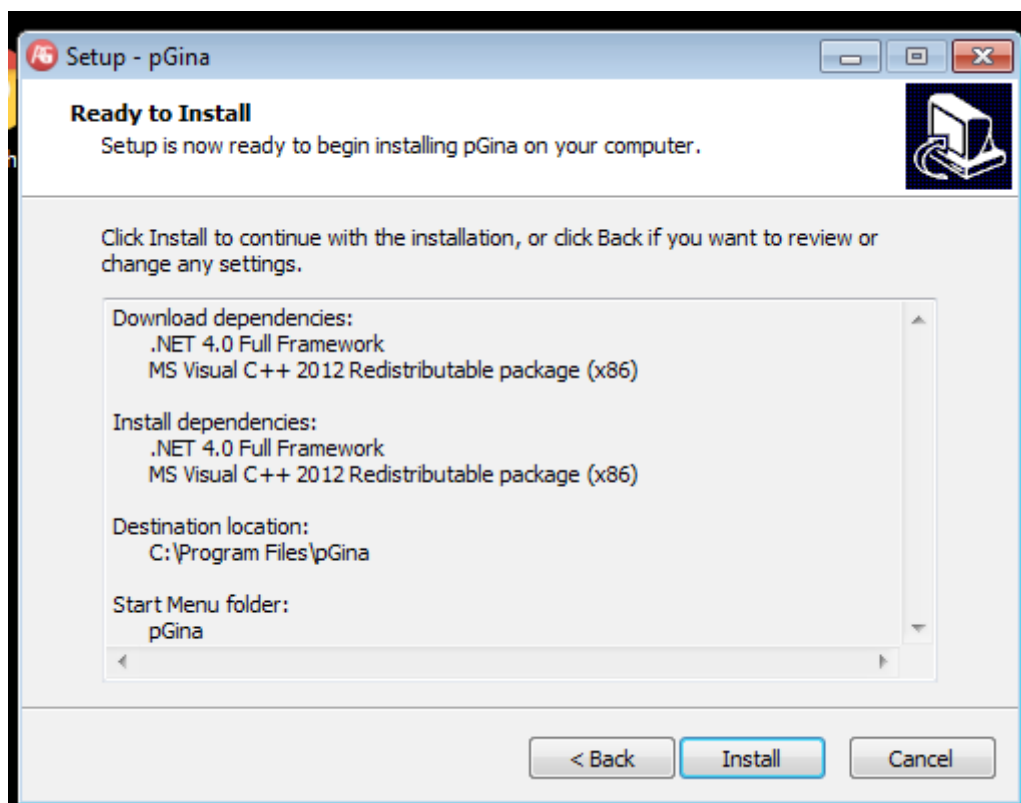 Setup - pGina
Ready to Install
Setup is now ready to begin installing pGina on your computer.
Click Install to continue with the installation, or click Back if you want to review or
change any settings.
Download dependencies:
.NET 4.0 Full Framework
MS Visual C++ 2012 Redistributable package (x86)
Install dependencies:
.NET 4.0 Full Framework
MS Visual C++ 2012 Redistributable package (x86)
Destination location:
C:\Program Files\pGina
Start Menu folder:
pGina
< Back
Install
Cancel